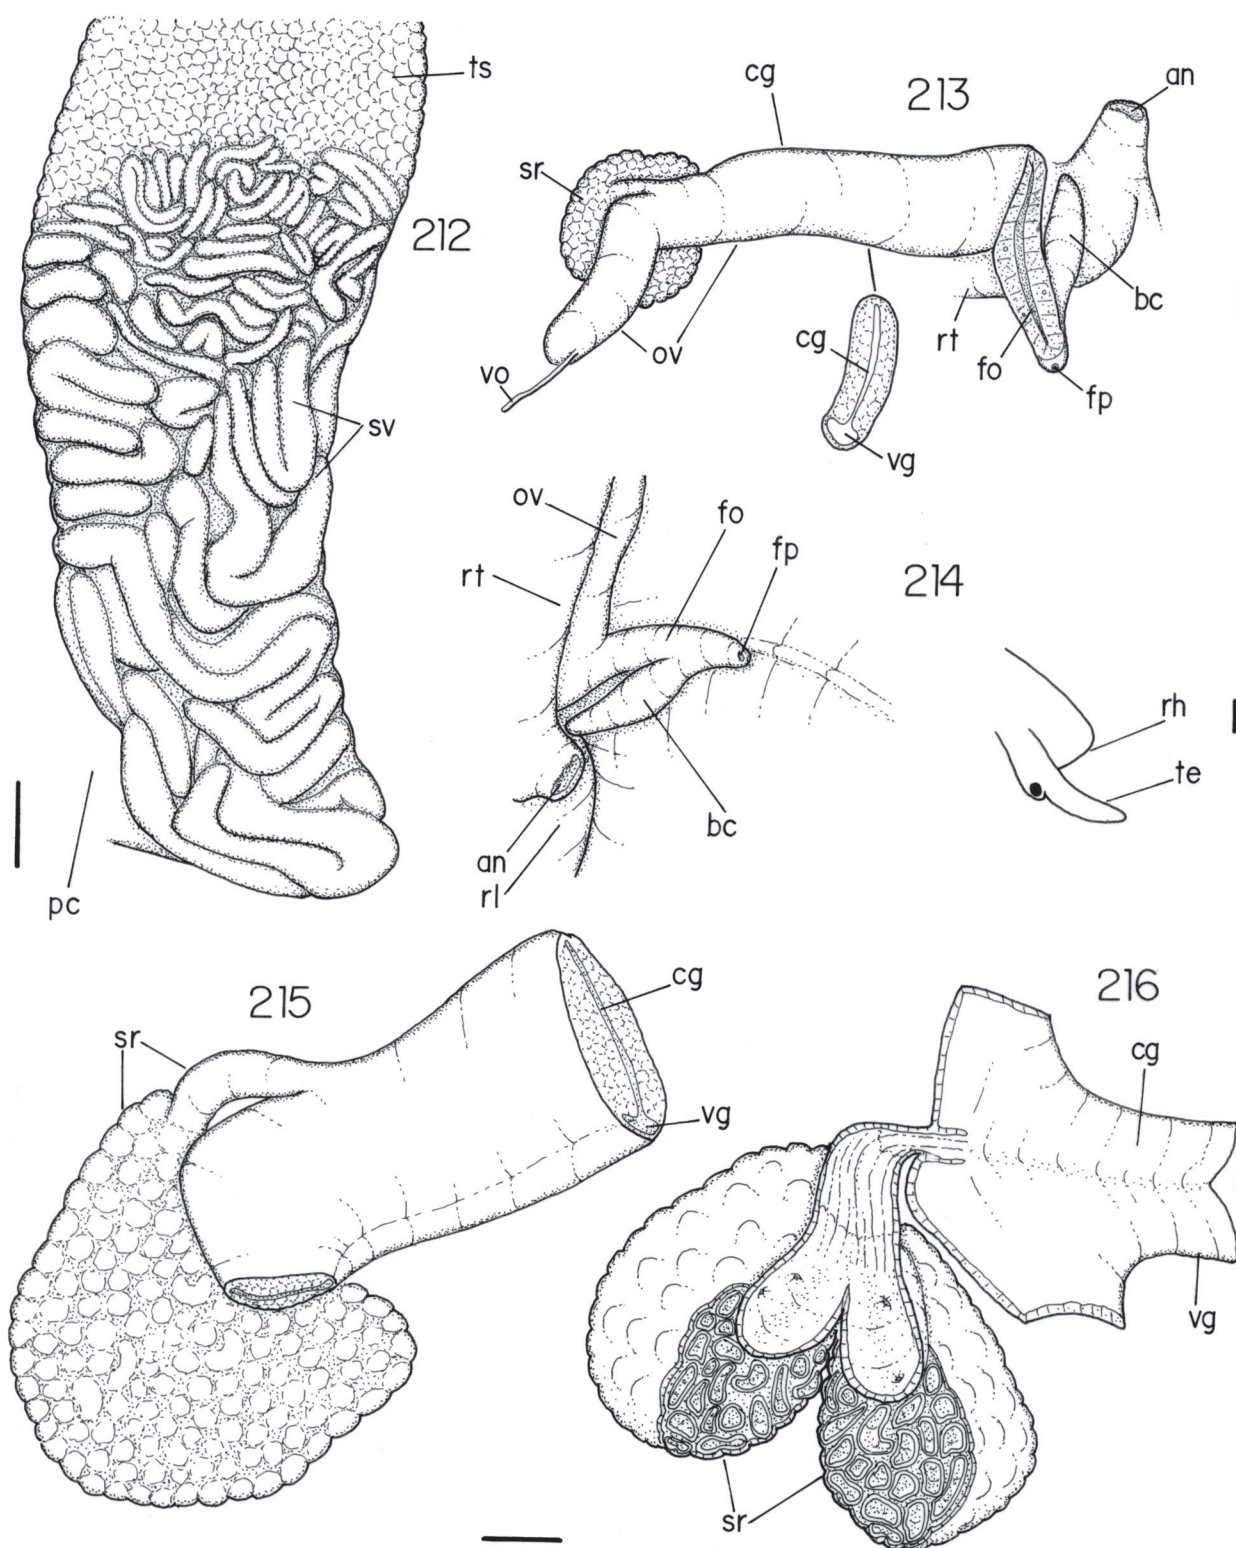 ts
212
sv
pc
213
cg
an
sr
ov
vo
cg
vg
rt
fo
bc
fp
214
ov
fo
fp
rt
rh
te
bc
an
rl
215
sr
cg
vg
216
cg
vg
sr